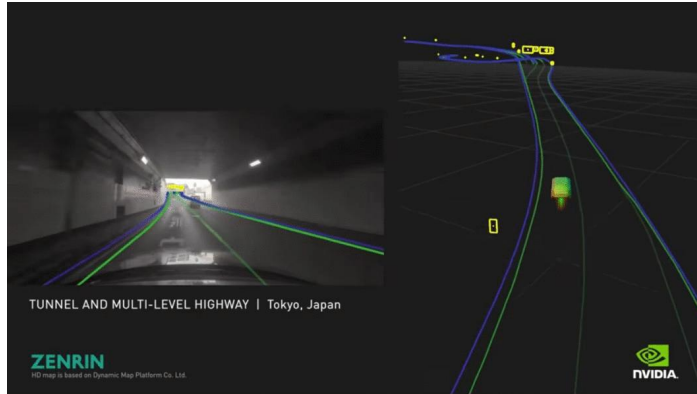 TUNNEL AND MULTI-LEVEL HIGHWAY | Tokyo, Japan
ZENRIN
HD map is based on Dynamic Map Platform Co. Ltd.
NVIDIA.